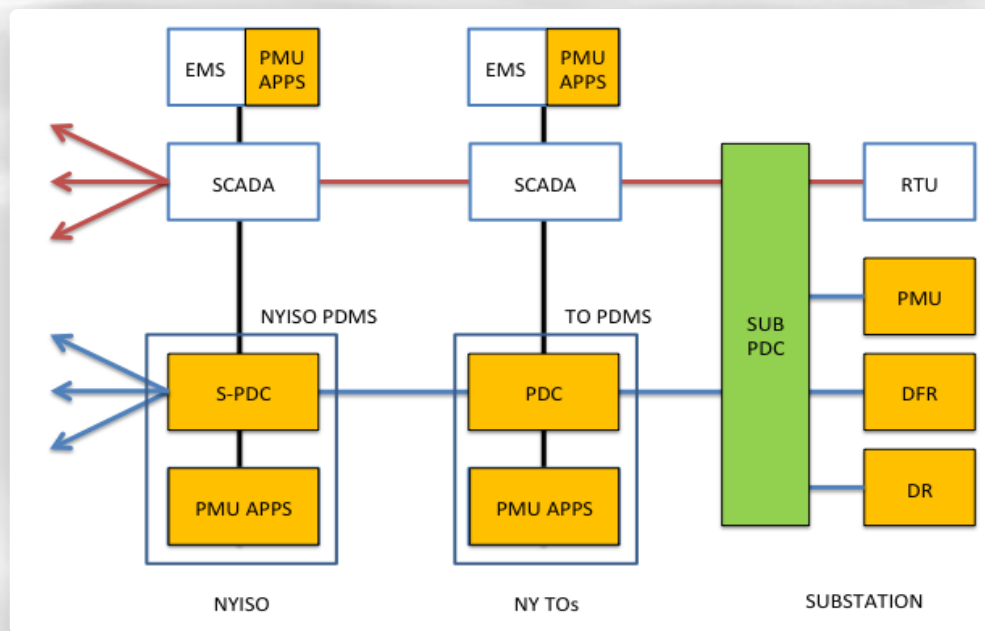 EMS
PMU
APPS
EMS
PMU
APPS
SCADA
SCADA
RTU
NYISO PDMS
TO PDMS
SUB
PDC
PMU
S-PDC
PDC
DFR
PMU APPS
PMU APPS
DR
NYISO
NY TOs
SUBSTATION